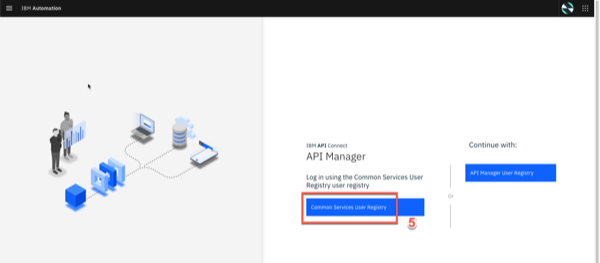 IBM Automation
IBM API Connect
API Manager
Log in using the Common Services User
Registry user registry
Common Services User Registry
5
or
Continue with:
API Manager User Registry